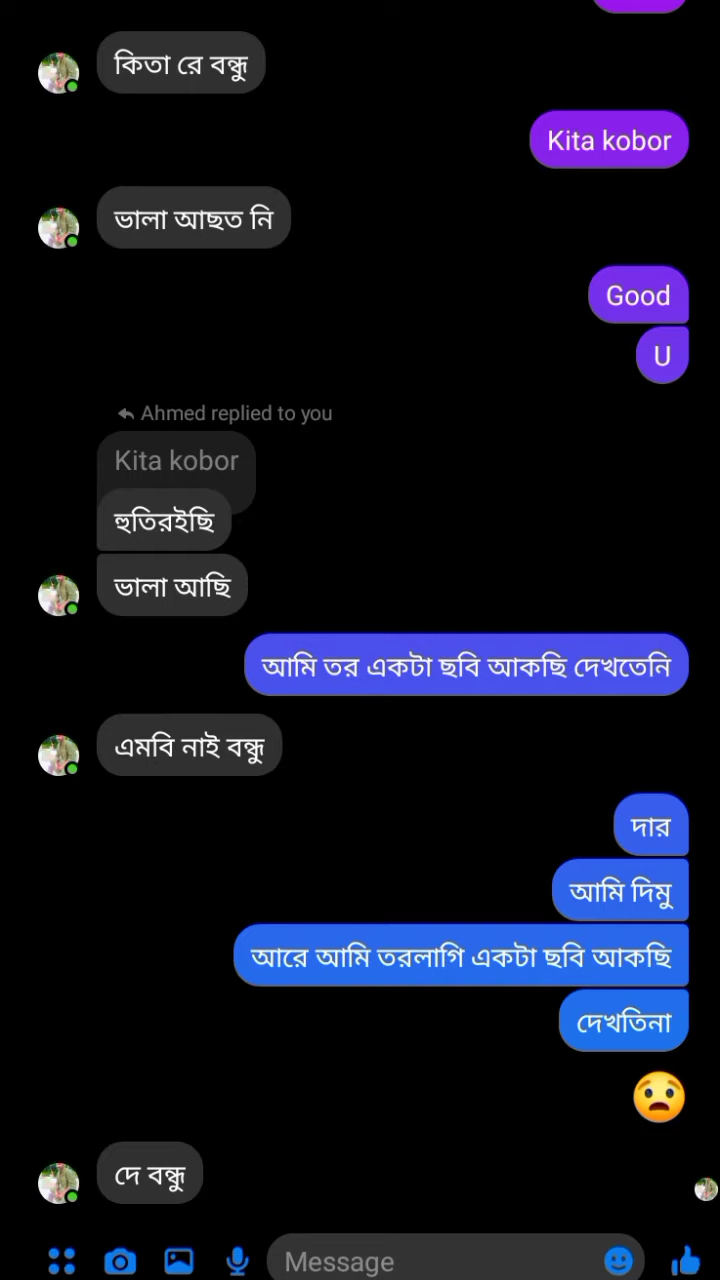 কিতা রে বন্ধু
Kita kobor
ভালা আছত নি
Good
U
Ahmed replied to you
Kita kobor
হুতিরইছি
ভালা আছি
আমি তর একটা ছবি আকছি দেখতেনি
এমবি নাই বন্ধু
দার
আমি দিমু
আরে আমি তরলাগি একটা ছবি আকছি
দেখতিনা
দে বন্ধু
Message